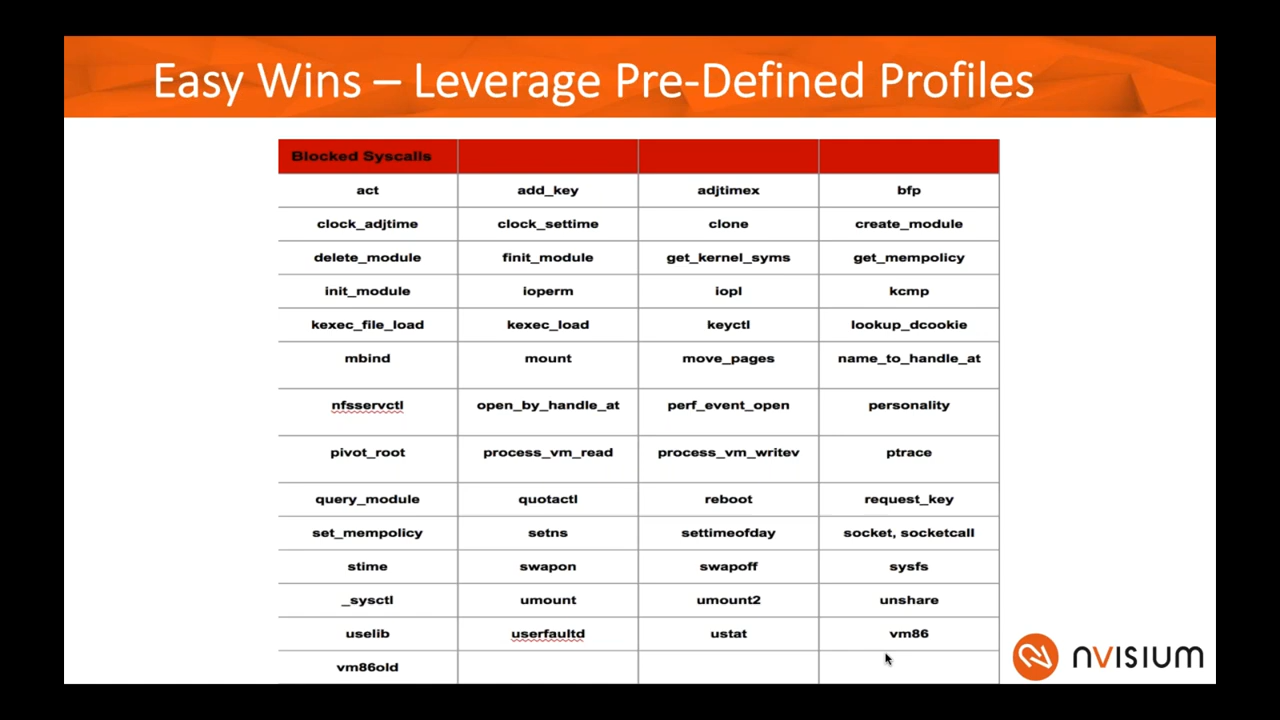 Easy Wins – Leverage Pre-Defined Profiles
Blocked Syscalls
act add_key adjtimex bfp
clock_adjtime clock_settime clone create_module
delete_module finit_module get_kernel_syms get_mempolicy
init_module ioperm iopl kcmp
kexec_file_load kexec_load keyctl lookup_dcookie
mbind mount move_pages name_to_handle_at
nfsservctl open_by_handle_at perf_event_open personality
pivot_root process_vm_read process_vm_writev ptrace
query_module quotactl reboot request_key
set_mempolicy setns settimeofday socket, socketcall
stime swapon swapoff sysfs
_sysctl umount umount2 unshare
uselib userfaultd ustat vm86
vm86old
nVISIUM